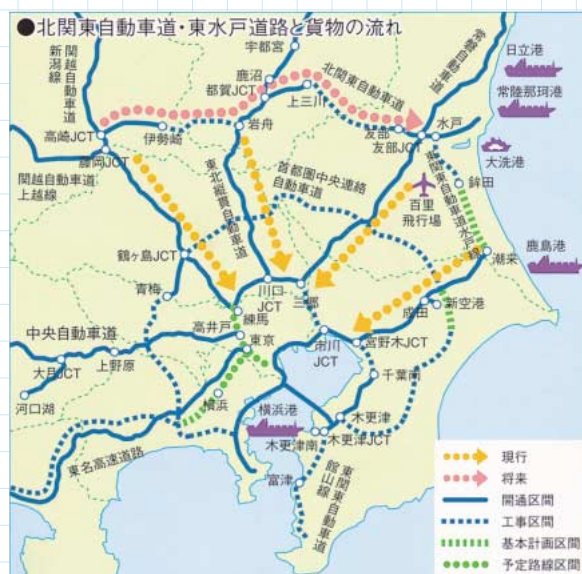 ●北関東自動車道・東水戸道路と貨物の流れ
関越自動車道
新潟線
宇都宮
鹿沼
都賀JCT
上三川
北関東自動車道
常磐自動車道
日立港
常陸那珂港
高崎JCT
伊勢崎
岩舟
友部
友部JCT
水戸
大洗港
藤岡JCT
関越自動車道
上越線
東北縦貫自動車道
首都圏中央連絡
自動車道
百里
飛行場
東関東自動車道水戸線
鉾田
鹿島港
潮来
鶴ヶ島JCT
青梅
川口
JCT
三郷
練馬
成田
新空港
中央自動車道
高井戸
東京
市川
JCT
宮野木JCT
大月JCT
上野原
千葉南
河口湖
横浜
横浜港
木更津
木更津南
木更津JCT
東名高速道路
富津
東関東自動車道
館山線
現行
将来
開通区間
工事区間
基本計画区間
予定路線区間